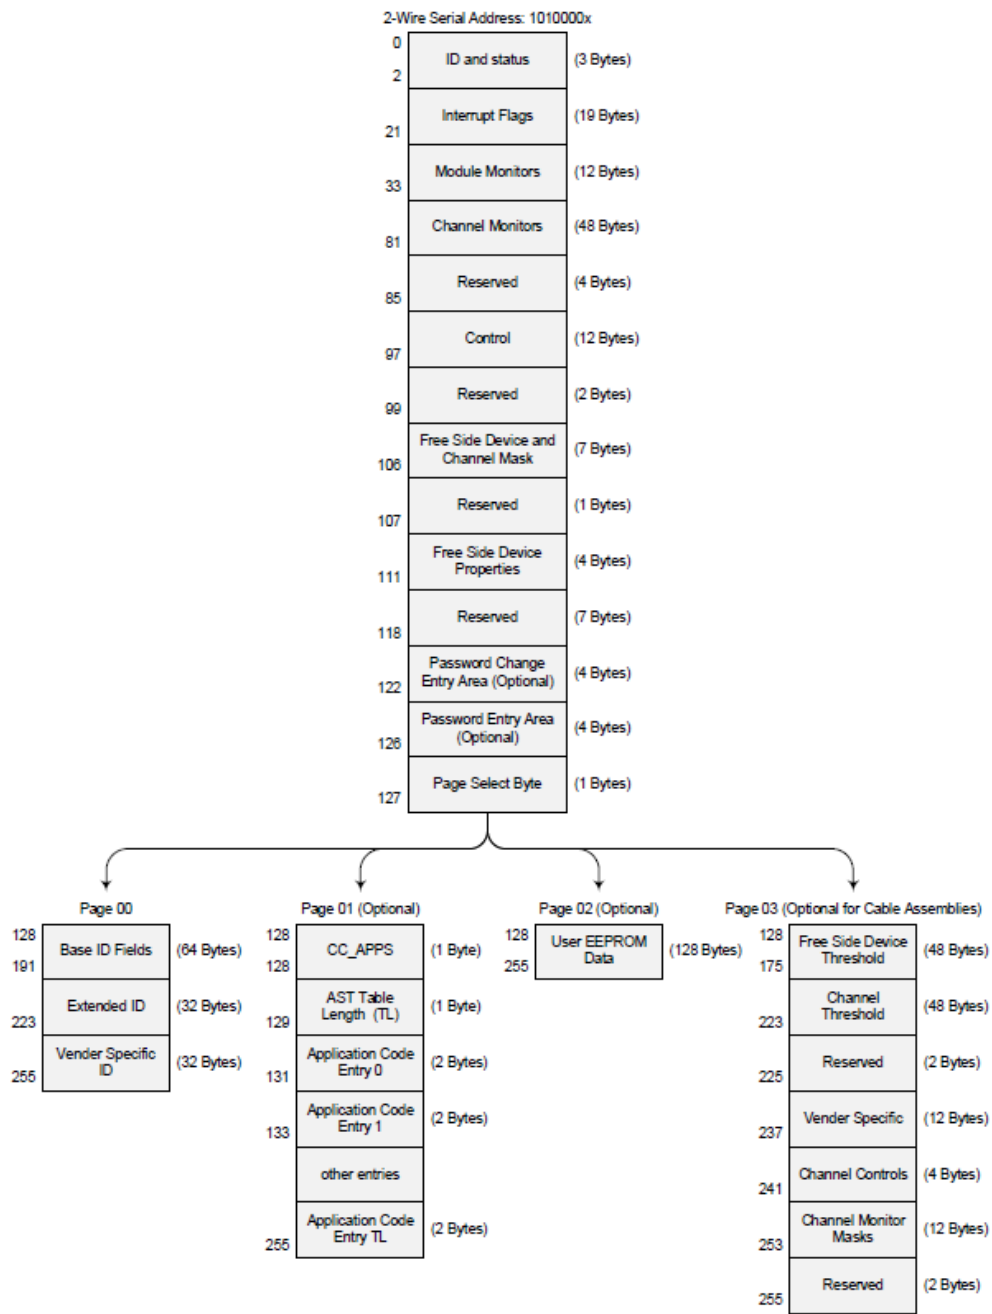 2-Wire Serial Address: 1010000x
0
ID and status (3 Bytes)
2
Interrupt Flags (19 Bytes)
21
Module Monitors (12 Bytes)
33
Channel Monitors (48 Bytes)
81
Reserved (4 Bytes)
85
Control (12 Bytes)
97
Reserved (2 Bytes)
99
Free Side Device and
Channel Mask (7 Bytes)
106
Reserved (1 Bytes)
107
Free Side Device
Properties (4 Bytes)
111
Reserved (7 Bytes)
118
Password Change
Entry Area (Optional) (4 Bytes)
122
Password Entry Area
(Optional) (4 Bytes)
126
Page Select Byte (1 Bytes)
127
Page 00
128
Base ID Fields (64 Bytes)
191
Extended ID (32 Bytes)
223
Vender Specific
ID (32 Bytes)
255
Page 01 (Optional)
128
CC_APPS (1 Byte)
128
AST Table
Length (TL) (1 Byte)
129
Application Code
Entry 0 (2 Bytes)
131
Application Code
Entry 1 (2 Bytes)
133
other entries
Application Code
Entry TL (2 Bytes)
255
Page 02 (Optional)
128
User EEPROM
Data (128 Bytes)
255
Page 03 (Optional for Cable Assemblies)
128
Free Side Device
Threshold (48 Bytes)
175
Channel
Threshold (48 Bytes)
223
Reserved (2 Bytes)
225
Vender Specific (12 Bytes)
237
Channel Controls (4 Bytes)
241
Channel Monitor
Masks (12 Bytes)
253
Reserved (2 Bytes)
255